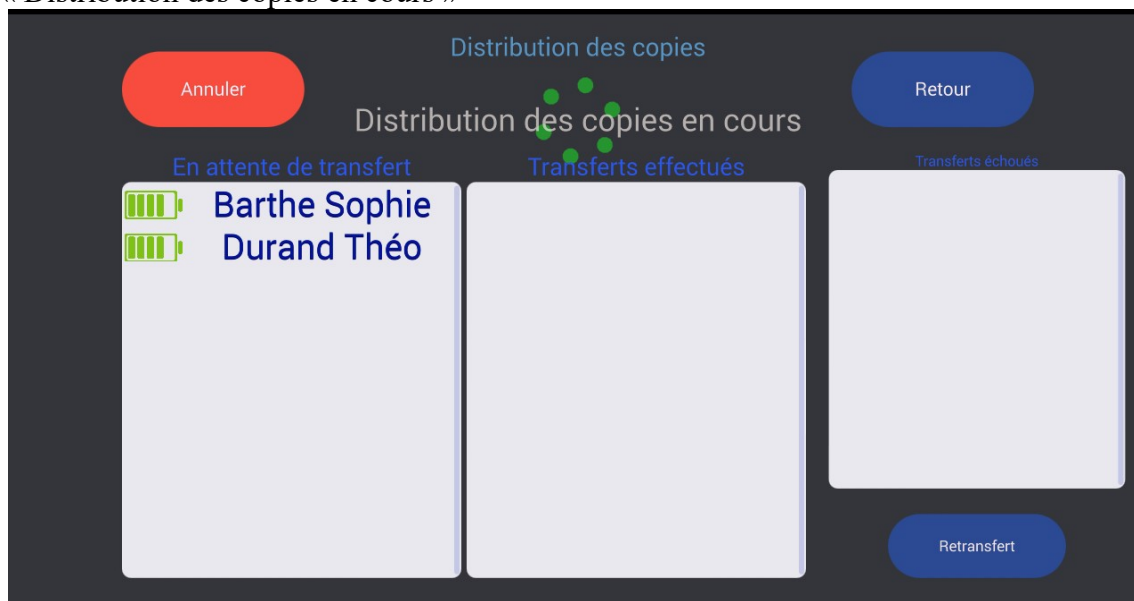 « Distribution des copies en cours »
Distribution des copies
Annuler
Retour
Distribution des copies en cours
En attente de transfert
Transferts effectués
Transferts échoués
Barthe Sophie
Durand Théo
Retransfert